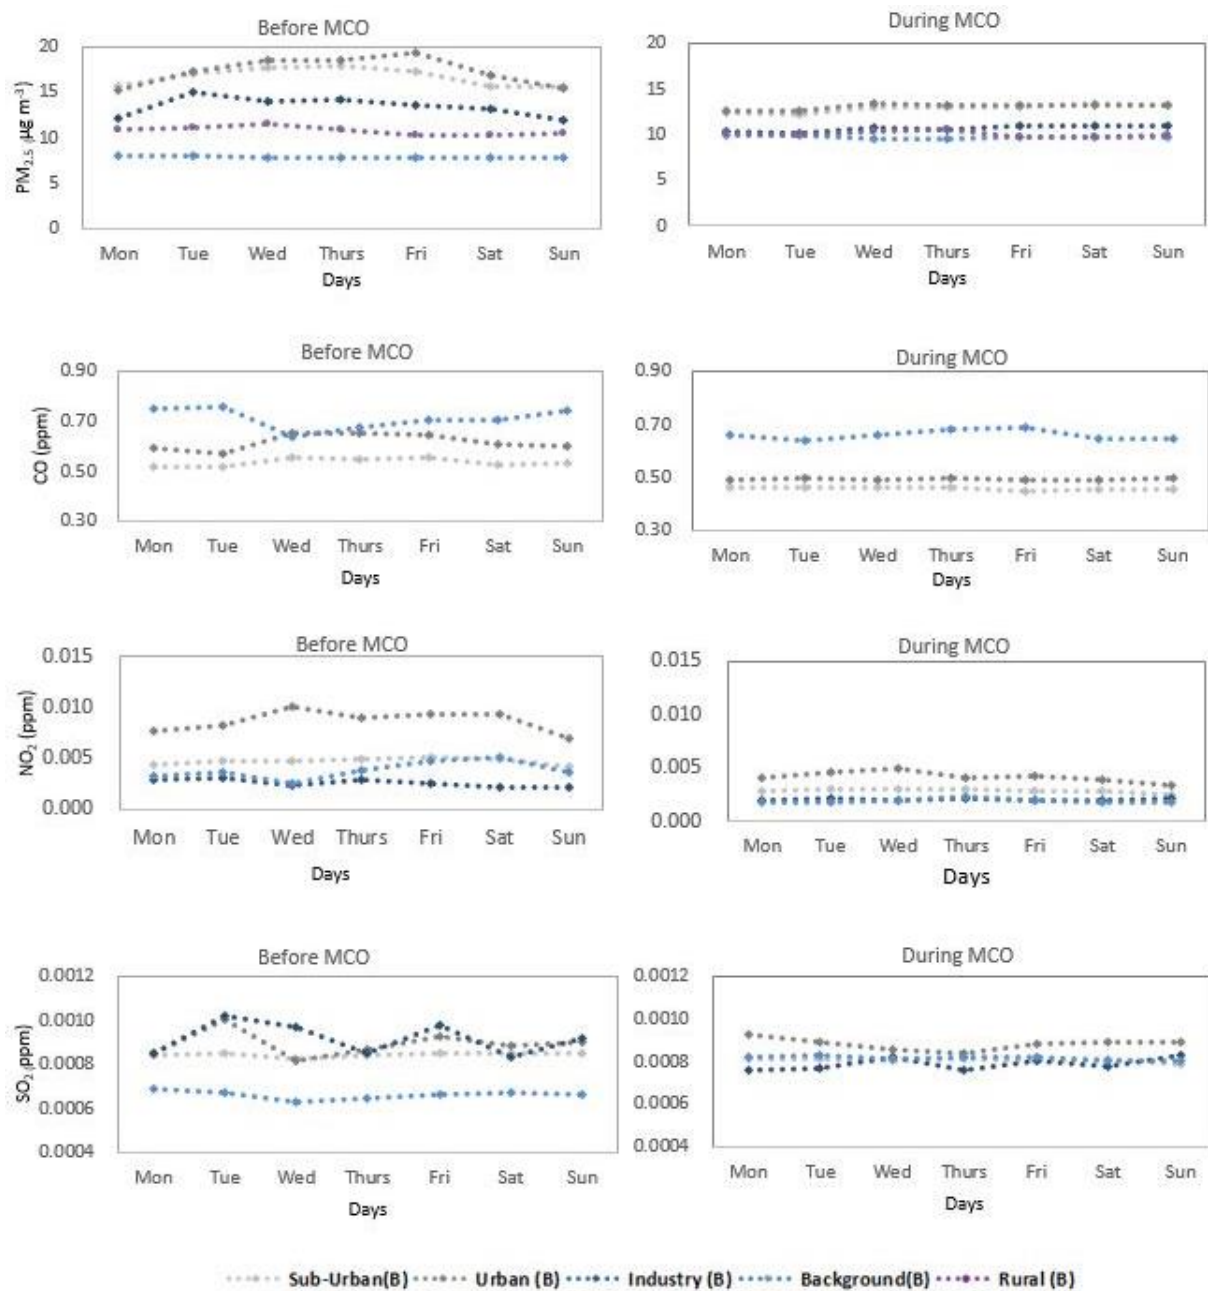 Before MCO
20
15
10
5
0
PM2.5 (µg m-3)
Mon Tue Wed Thurs Fri Sat Sun
Days
During MCO
20
15
10
5
0
Mon Tue Wed Thurs Fri Sat Sun
Days
Before MCO
0.90
0.70
0.50
0.30
CO (ppm)
Mon Tue Wed Thurs Fri Sat Sun
Days
During MCO
0.90
0.70
0.50
0.30
Mon Tue Wed Thurs Fri Sat Sun
Days
Before MCO
0.015
0.010
0.005
0.000
NO2 (ppm)
Mon Tue Wed Thurs Fri Sat Sun
Days
During MCO
0.015
0.010
0.005
0.000
Mon Tue Wed Thurs Fri Sat Sun
Days
Before MCO
0.0012
0.0010
0.0008
0.0006
0.0004
SO2 (ppm)
Mon Tue Wed Thurs Fri Sat Sun
Days
During MCO
0.0012
0.0010
0.0008
0.0006
0.0004
Mon Tue Wed Thurs Fri Sat Sun
Days
Sub-Urban(B) Urban (B) Industry (B) Background(B) Rural (B)